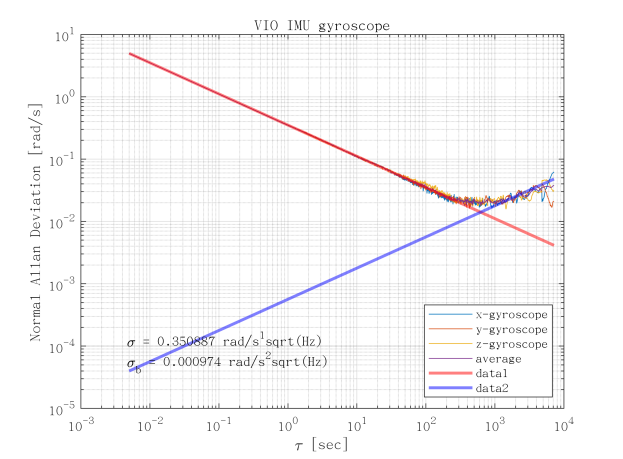 VIO IMU gyroscope
Normal Allan Deviation [rad/s]
10^1
10^0
10^-1
10^-2
10^-3
10^-4
10^-5
σ = 0.350887 rad/s^1sqrt(Hz)
σ_b = 0.000974 rad/s^2sqrt(Hz)
x-gyroscope
y-gyroscope
z-gyroscope
average
data1
data2
10^-3 10^-2 10^-1 10^0 10^1 10^2 10^3 10^4
τ [sec]